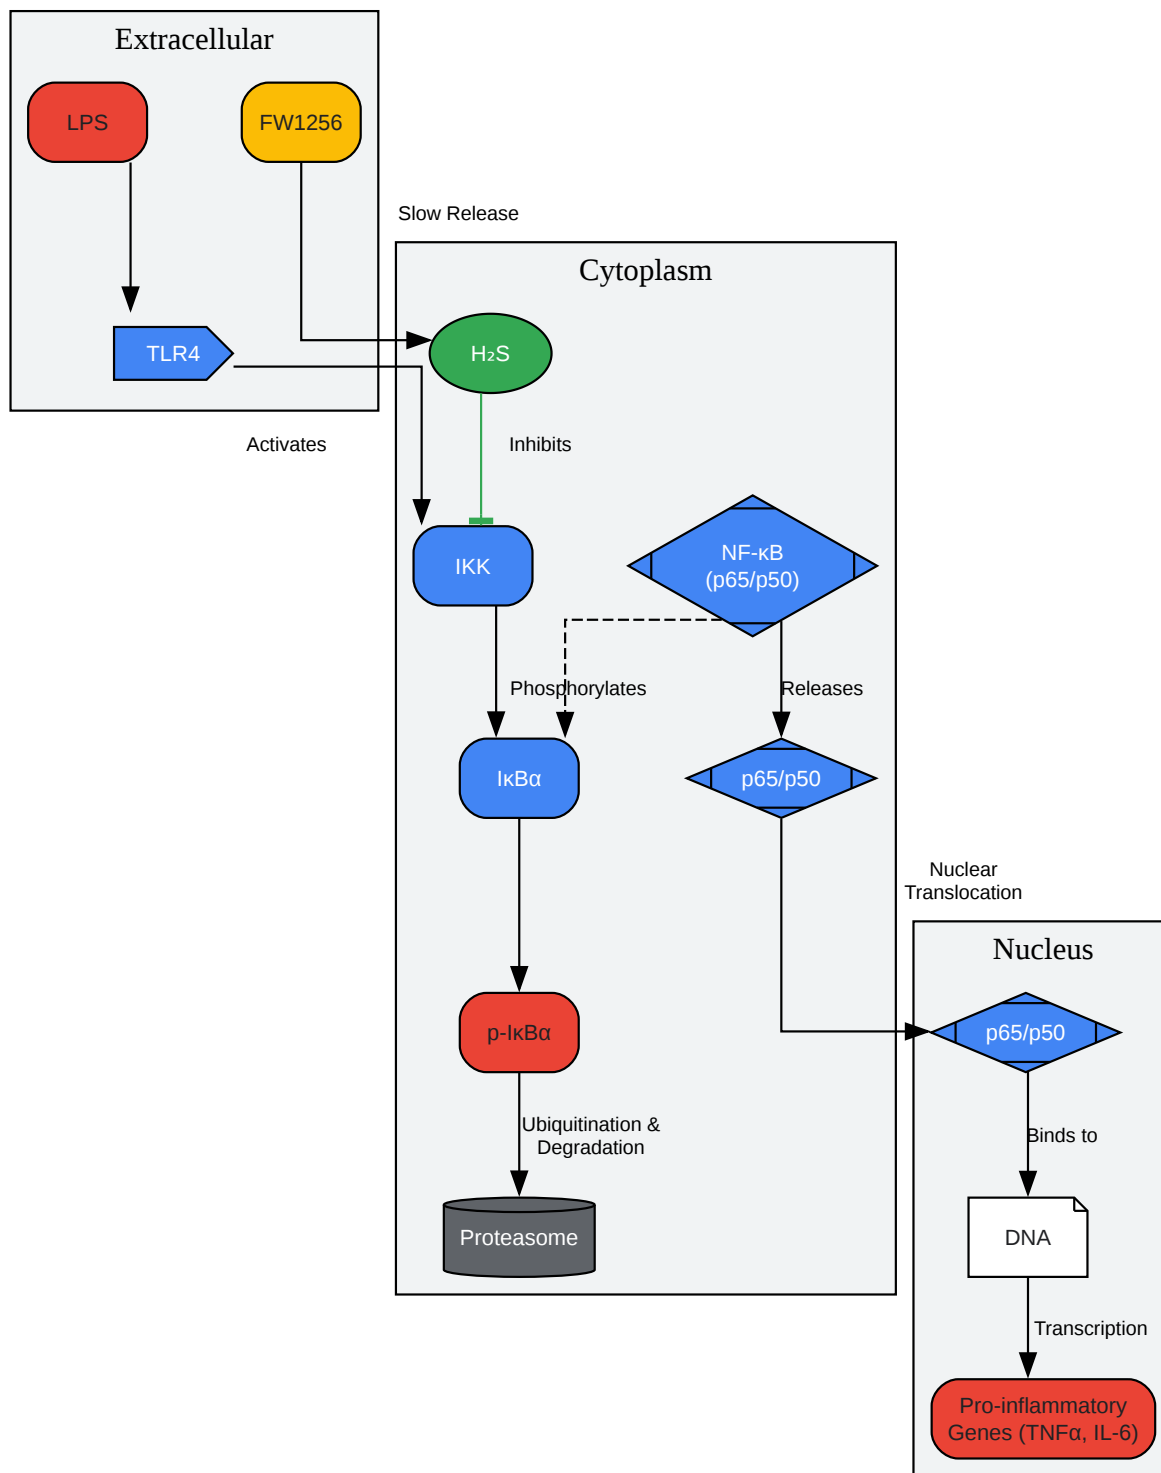 Extracellular
LPS
FW1256
Slow Release
Cytoplasm
TLR4
H₂S
Activates
Inhibits
IKK
NF-κB
(p65/p50)
Phosphorylates
Releases
IκBα
p65/p50
Nuclear
Translocation
Nucleus
p-IκBα
p65/p50
Ubiquitination &
Degradation
Binds to
Proteasome
DNA
Transcription
Pro-inflammatory
Genes (TNFα, IL-6)